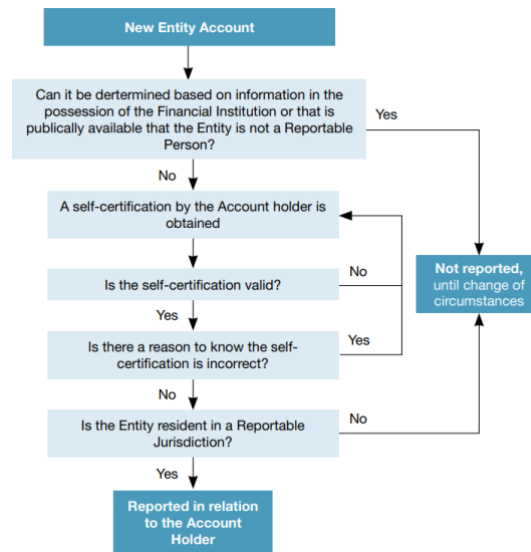 New Entity Account
Can it be dertermined based on information in the
possession of the Financial Institution or that is
publically available that the Entity is not a Reportable
Person?
Yes
No
A self-certification by the Account holder is
obtained
Is the self-certification valid?
No
Not reported,
until change of
circumstances
Yes
Is there a reason to know the self-
certification is incorrect?
Yes
No
Is the Entity resident in a Reportable
Jurisdiction?
No
Yes
Reported in relation
to the Account
Holder